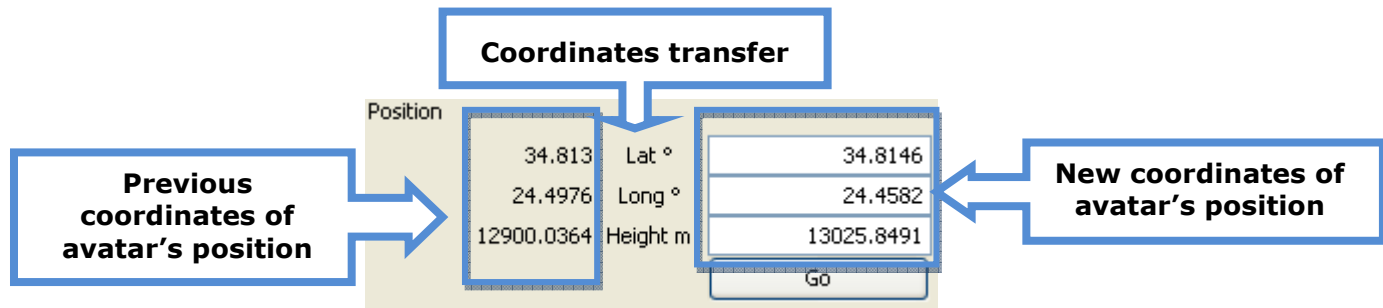 Coordinates transfer
Position
34.813 Lat ° 34.8146
Previous
coordinates of
avatar's position
24.4976 Long ° 24.4582
New coordinates of
avatar's position
12900.0364 Height m 13025.8491
Go